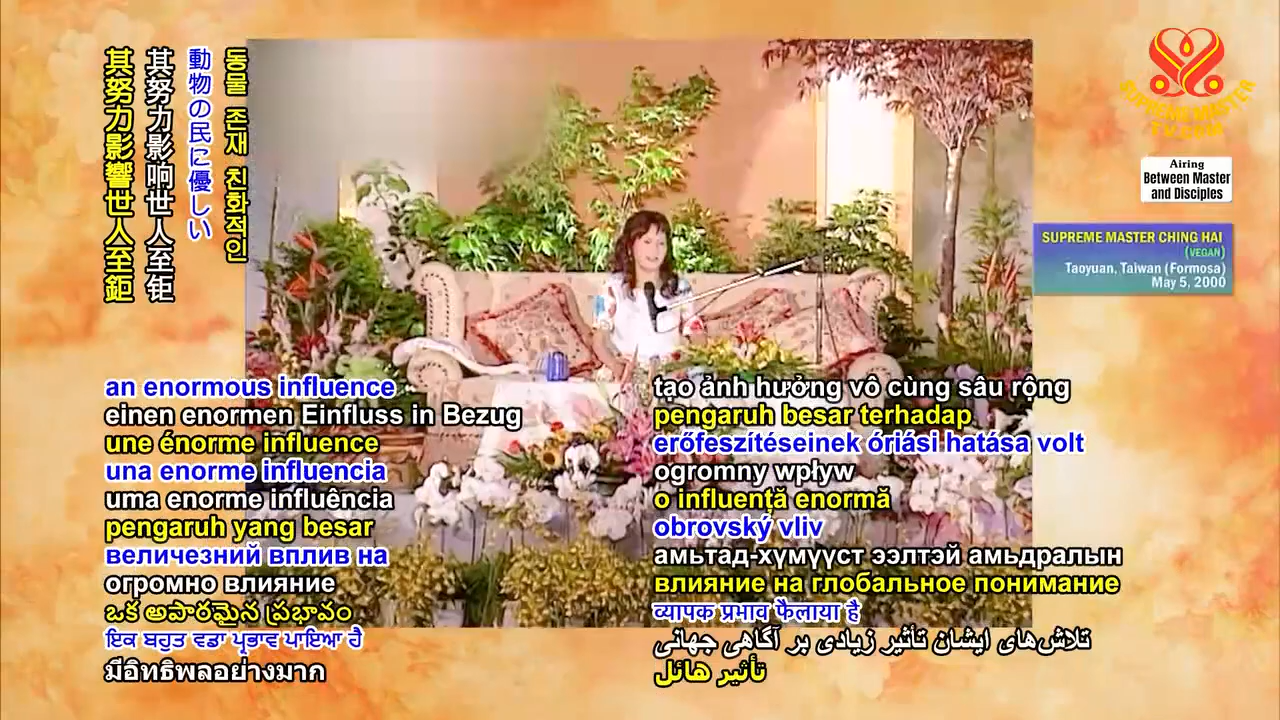 동물 존재 친화적인
動物の民に優しい
其努力影响世人至钜
其努力影響世人至鉅
SUPREME MASTER
TV.COM
Airing
Between Master
and Disciples
SUPREME MASTER CHING HAI
(VEGAN)
Taoyuan, Taiwan (Formosa)
May 5, 2000
an enormous influence
einen enormen Einfluss in Bezug
une énorme influence
una enorme influencia
uma enorme influência
pengaruh yang besar
величезний вплив на
огромно влияние
ఒక అపారమైన ప్రభావం
ਇਕ ਬਹੁਤ ਵਡਾ ਪ੍ਰਭਾਵ ਪਾਇਆ ਹੈ
มีอิทธิพลอย่างมาก
tạo ảnh hưởng vô cùng sâu rộng
pengaruh besar terhadap
erőfeszítéseinek óriási hatása volt
ogromny wpływ
o influență enormă
obrovský vliv
амьтад-хүмүүст ээлтэй амьдралын
влияние на глобальное понимание
व्यापक प्रभाव फैलाया है
تلاش‌های ایشان تأثیر زیادی بر آگاهی جهانی
تأثير هائل